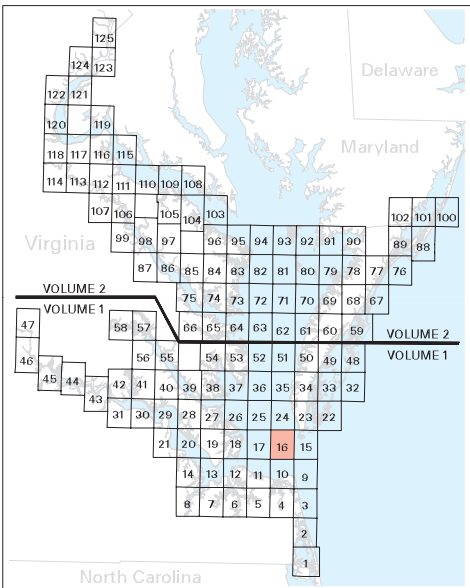 125
124 123
Delaware
122 121
120 119
Maryland
118 117 116 115
114 113 112 111 110 109 108
107 106 105 104 103 102 101 100
Virginia 99 98 97 96 95 94 93 92 91 90 89 88
87 86 85 84 83 82 81 80 79 78 77 76
VOLUME 2 75 74 73 72 71 70 69 68 67
VOLUME 1
47 58 57 66 65 64 63 62 61 60 59 VOLUME 2
VOLUME 1
46 56 55 54 53 52 51 50 49 48
45 44 43 42 41 40 39 38 37 36 35 34 33 32
31 30 29 28 27 26 25 24 23 22
21 20 19 18 17 16 15
14 13 12 11 10 9
8 7 6 5 4 3
2
1
North Carolina